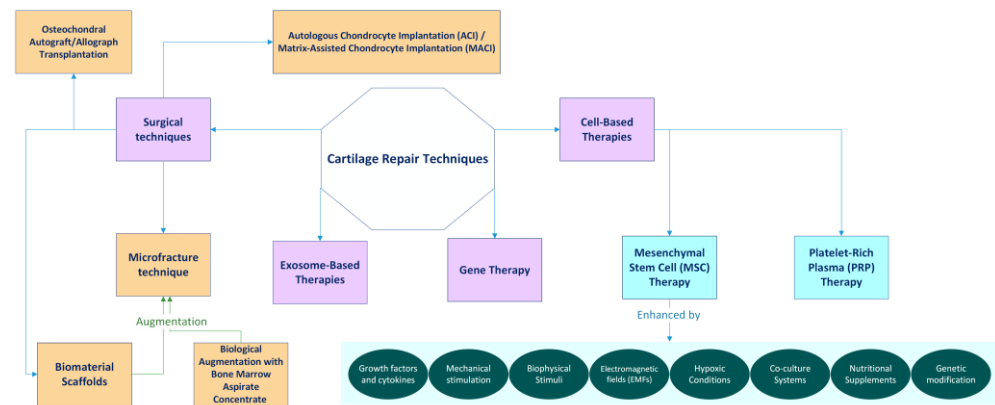 Osteochondral
Autograft/Allograph
Transplantation
Autologous Chondrocyte Implantation (ACI) /
Matrix-Assisted Chondrocyte Implantation (MACI)
Surgical
techniques
Cartilage Repair Techniques
Cell-Based
Therapies
Microfracture
technique
Exosome-Based
Therapies
Gene Therapy
Mesenchymal
Stem Cell (MSC)
Therapy
Platelet-Rich
Plasma (PRP)
Therapy
Augmentation
Enhanced by
Biomaterial
Scaffolds
Biological
Augmentation with
Bone Marrow
Aspirate
Concentrate
Growth factors
and cytokines
Mechanical
stimulation
Biophysical
Stimuli
Electromagnetic
fields (EMFs)
Hypoxic
Conditions
Co-culture
Systems
Nutritional
Supplements
Genetic
modification